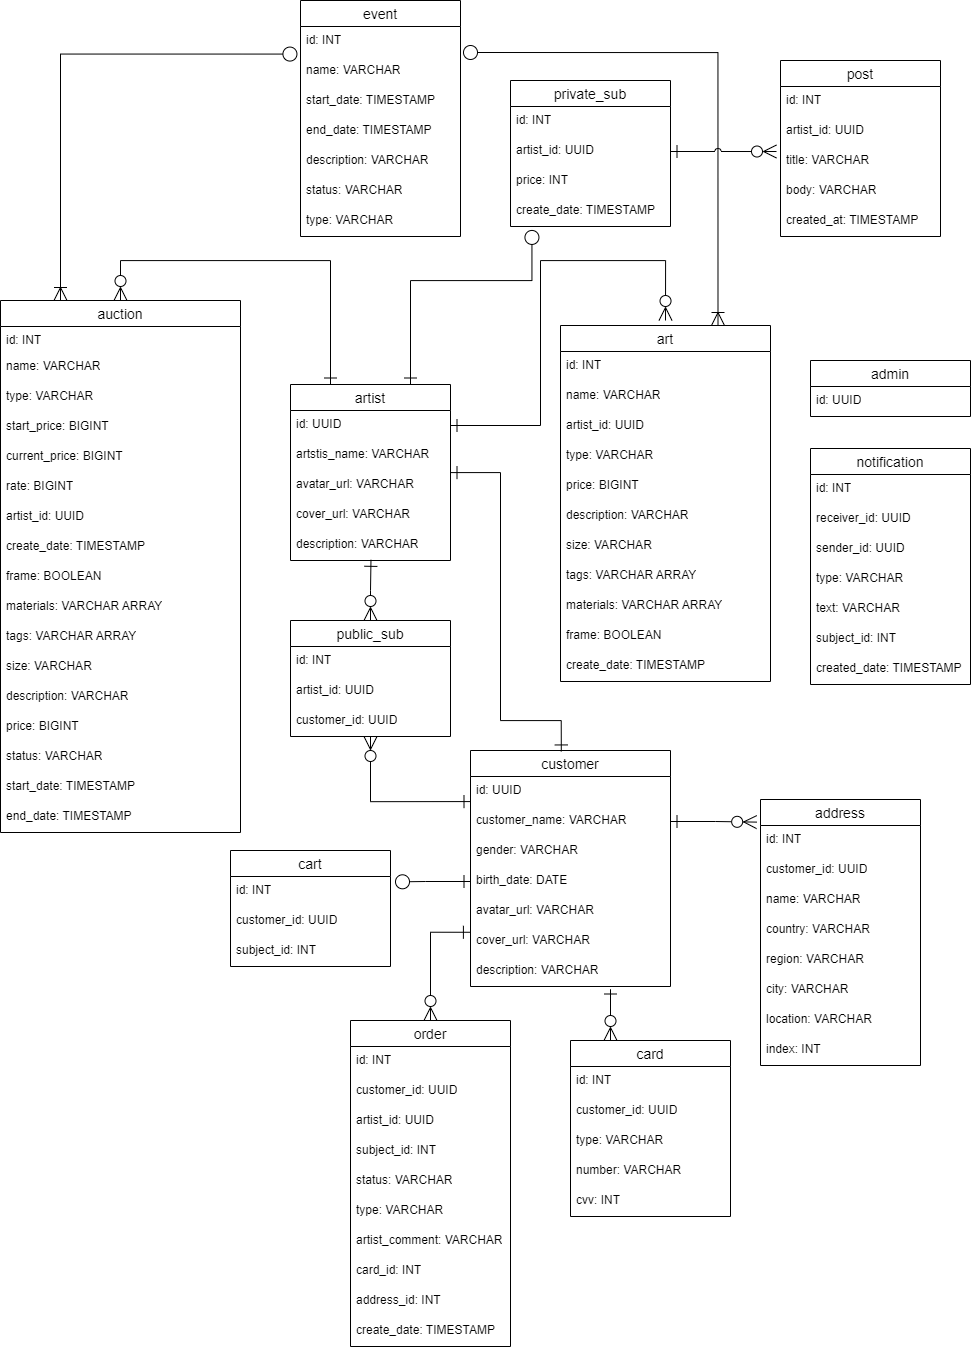 event
id: INT
name: VARCHAR
start_date: TIMESTAMP
end_date: TIMESTAMP
description: VARCHAR
status: VARCHAR
type: VARCHAR
private_sub
id: INT
artist_id: UUID
price: INT
create_date: TIMESTAMP
post
id: INT
artist_id: UUID
title: VARCHAR
body: VARCHAR
created_at: TIMESTAMP
auction
id: INT
name: VARCHAR
type: VARCHAR
start_price: BIGINT
current_price: BIGINT
rate: BIGINT
artist_id: UUID
create_date: TIMESTAMP
frame: BOOLEAN
materials: VARCHAR ARRAY
tags: VARCHAR ARRAY
size: VARCHAR
description: VARCHAR
price: BIGINT
status: VARCHAR
start_date: TIMESTAMP
end_date: TIMESTAMP
artist
id: UUID
artstis_name: VARCHAR
avatar_url: VARCHAR
cover_url: VARCHAR
description: VARCHAR
art
id: INT
name: VARCHAR
artist_id: UUID
type: VARCHAR
price: BIGINT
description: VARCHAR
size: VARCHAR
tags: VARCHAR ARRAY
materials: VARCHAR ARRAY
frame: BOOLEAN
create_date: TIMESTAMP
admin
id: UUID
notification
id: INT
receiver_id: UUID
sender_id: UUID
type: VARCHAR
text: VARCHAR
subject_id: INT
created_date: TIMESTAMP
public_sub
id: INT
artist_id: UUID
customer_id: UUID
customer
id: UUID
customer_name: VARCHAR
gender: VARCHAR
birth_date: DATE
avatar_url: VARCHAR
cover_url: VARCHAR
description: VARCHAR
address
id: INT
customer_id: UUID
name: VARCHAR
country: VARCHAR
region: VARCHAR
city: VARCHAR
location: VARCHAR
index: INT
cart
id: INT
customer_id: UUID
subject_id: INT
order
id: INT
customer_id: UUID
artist_id: UUID
subject_id: INT
status: VARCHAR
type: VARCHAR
artist_comment: VARCHAR
card_id: INT
address_id: INT
create_date: TIMESTAMP
card
id: INT
customer_id: UUID
type: VARCHAR
number: VARCHAR
cvv: INT